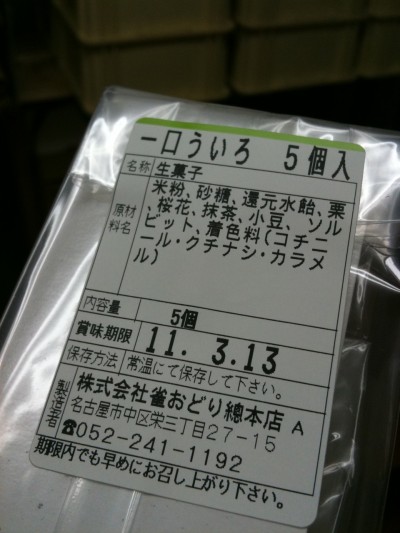 一口ういろ 5個入
名称 生菓子
原材料名 米粉、砂糖、還元水飴、栗
、桜花、抹茶、小豆、ソル
ビット、着色料(コチニ
ール・クチナシ・カラメ
ル)
内容量 5個
賞味期限 11. 3.13
保存方法 常温にて保存して下さい。
製造者 株式会社雀おどり總本店 A
名古屋市中区栄三丁目27-15
☎052-241-1192
期限内でも早めにお召し上がり下さい。